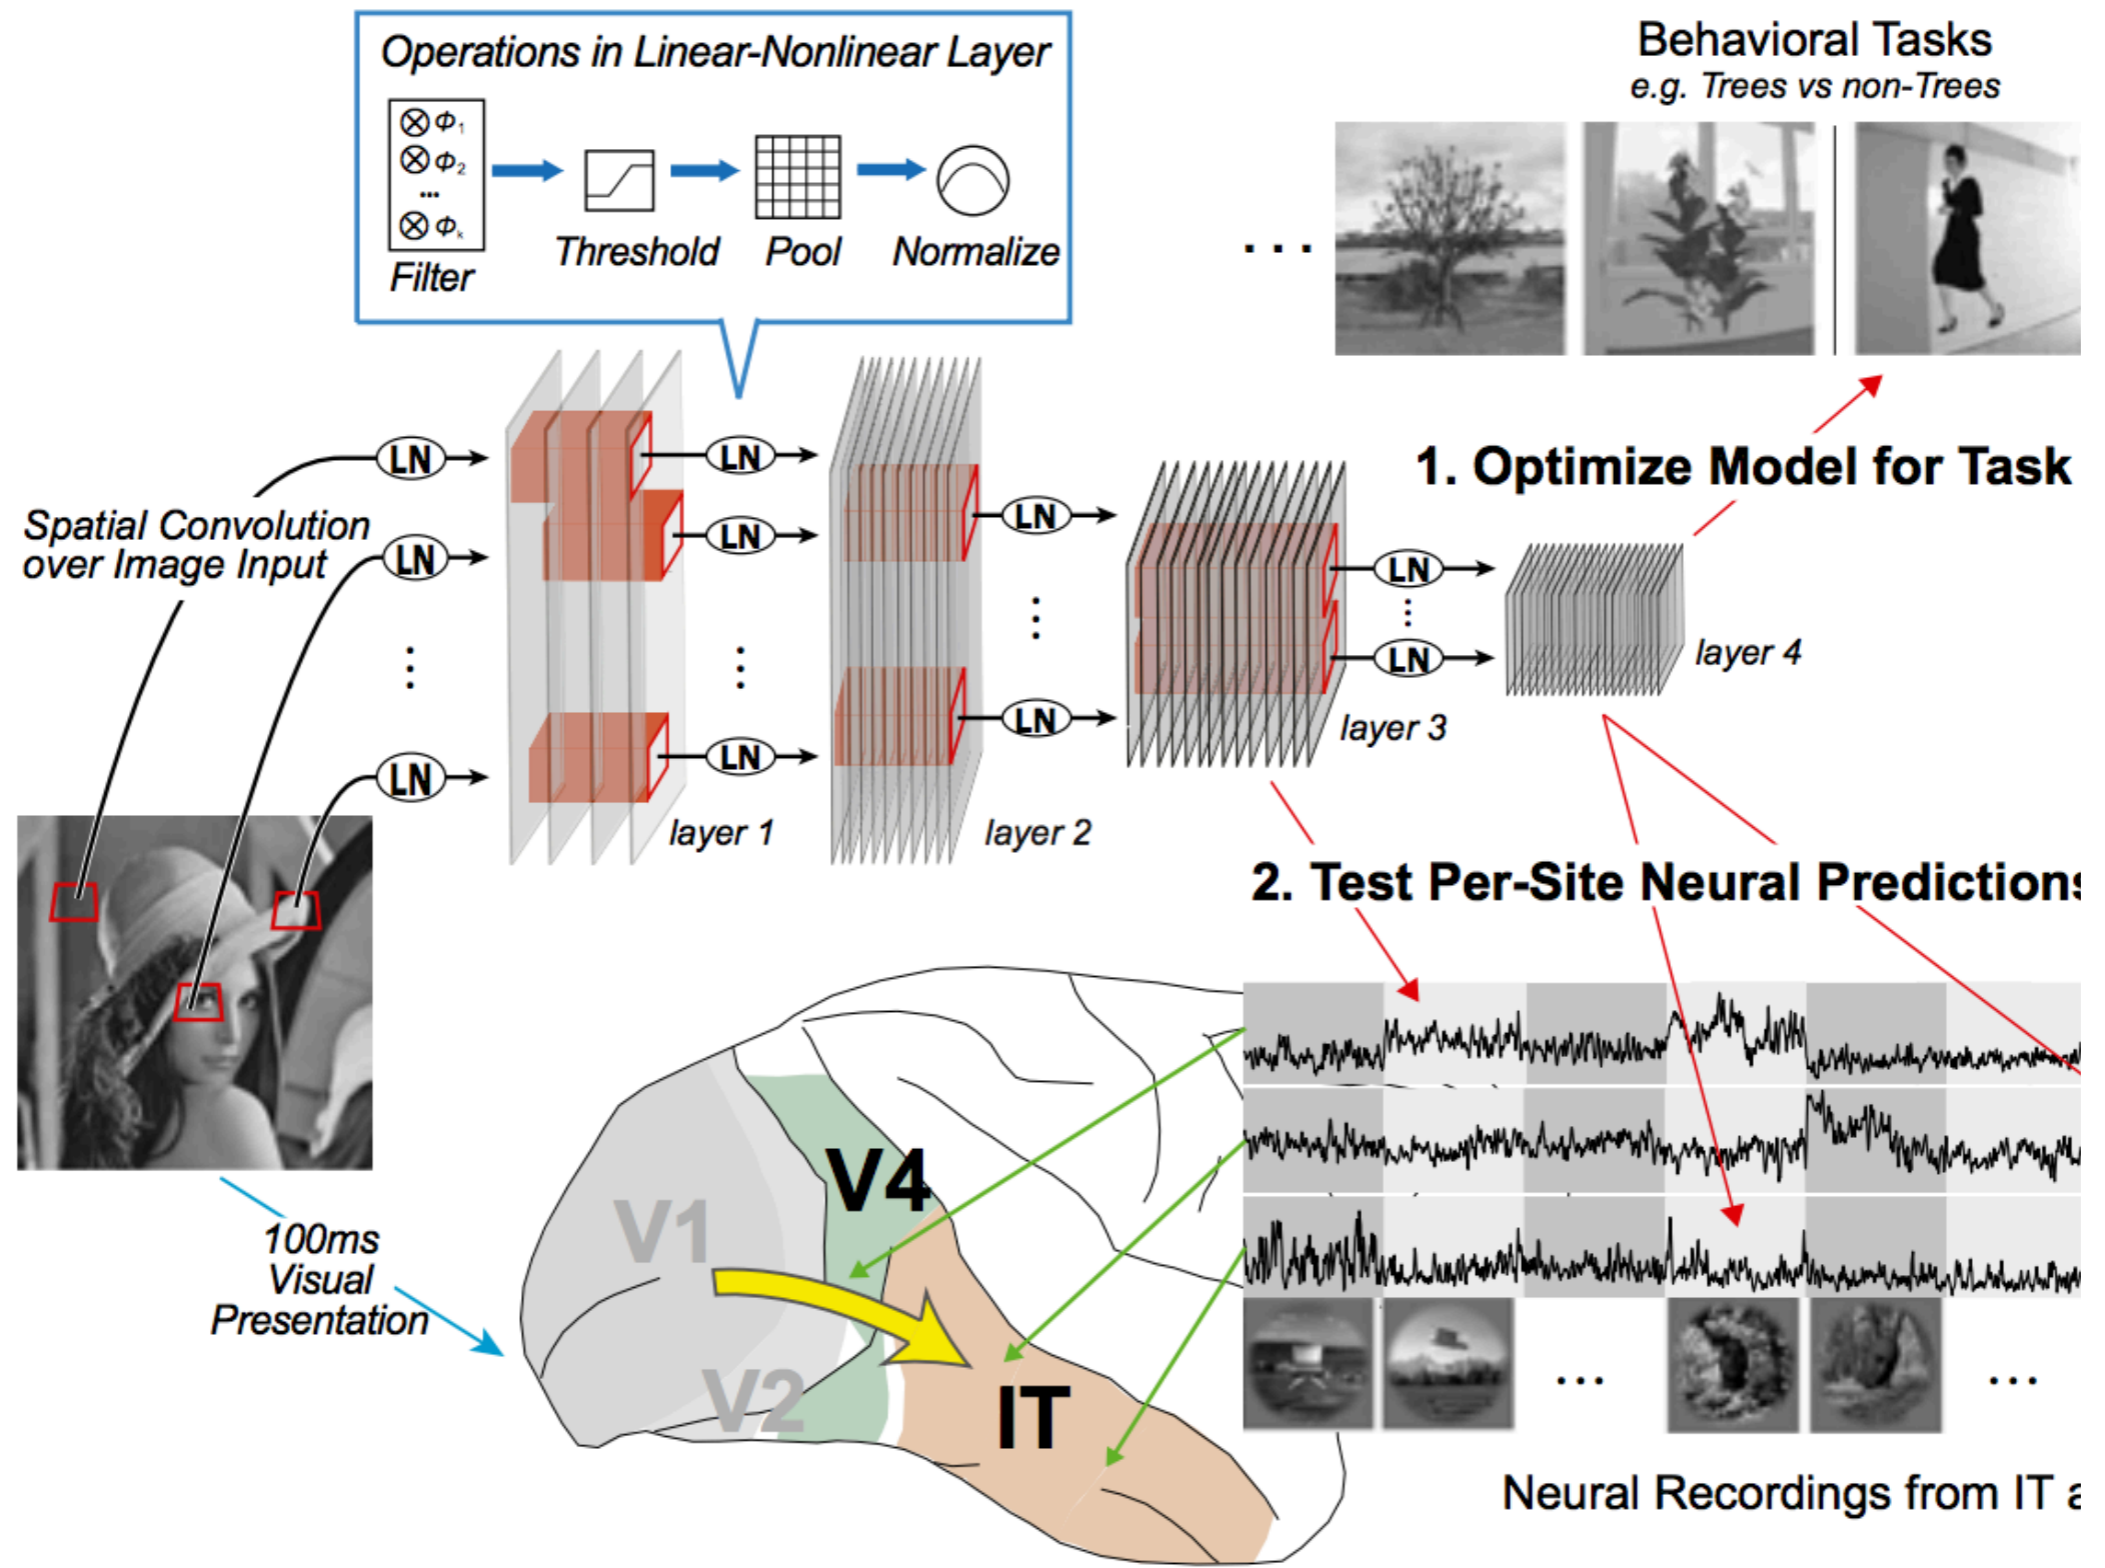 Operations in Linear-Nonlinear Layer
⊗ Φ1
⊗ Φ2
...
⊗ Φk
Filter
Threshold
Pool
Normalize
Behavioral Tasks
e.g. Trees vs non-Trees
...
1. Optimize Model for Task
Spatial Convolution
over Image Input
LN
LN
LN
LN
LN
LN
LN
LN
LN
LN
layer 1
layer 2
layer 3
layer 4
2. Test Per-Site Neural Predictions
100ms
Visual
Presentation
V1
V2
V4
IT
...
...
Neural Recordings from IT a